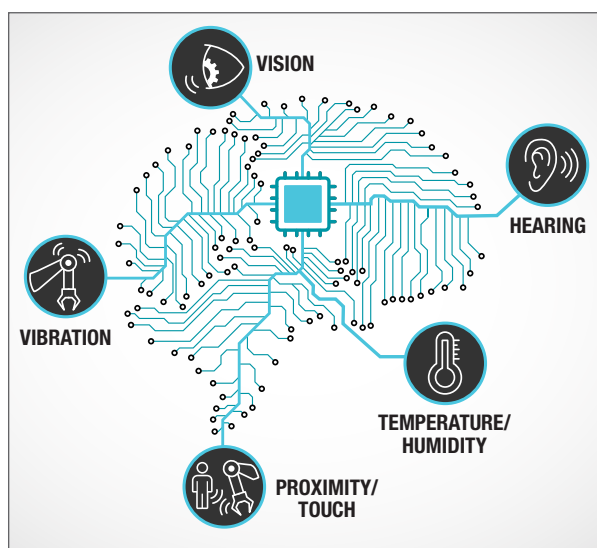 VISION
HEARING
VIBRATION
TEMPERATURE/
HUMIDITY
PROXIMITY/
TOUCH